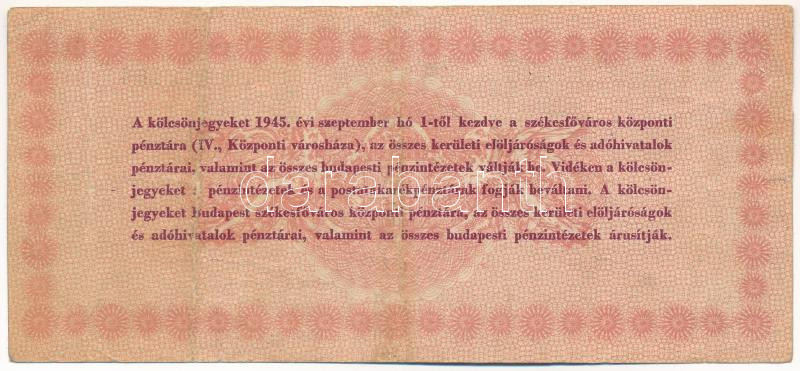 A kölcsönjegyeket 1945. évi szeptember hó 1-től kezdve a székesfőváros központi
pénztára (IV., Központi városháza), az összes kerületi elöljáróságok és adóhivatalok
pénztárai, valamint az összes budapesti pénzintézetek váltják be. Vidéken a kölcsön-
jegyeket a pénzintézetek és a postatakarékpénztárak fogják beváltani. A kölcsön-
jegyeket Budapest székesfőváros központi pénztára, az összes kerületi elöljáróságok
és adóhivatalok pénztárai, valamint az összes budapesti pénzintézetek árusítják.
darabanth